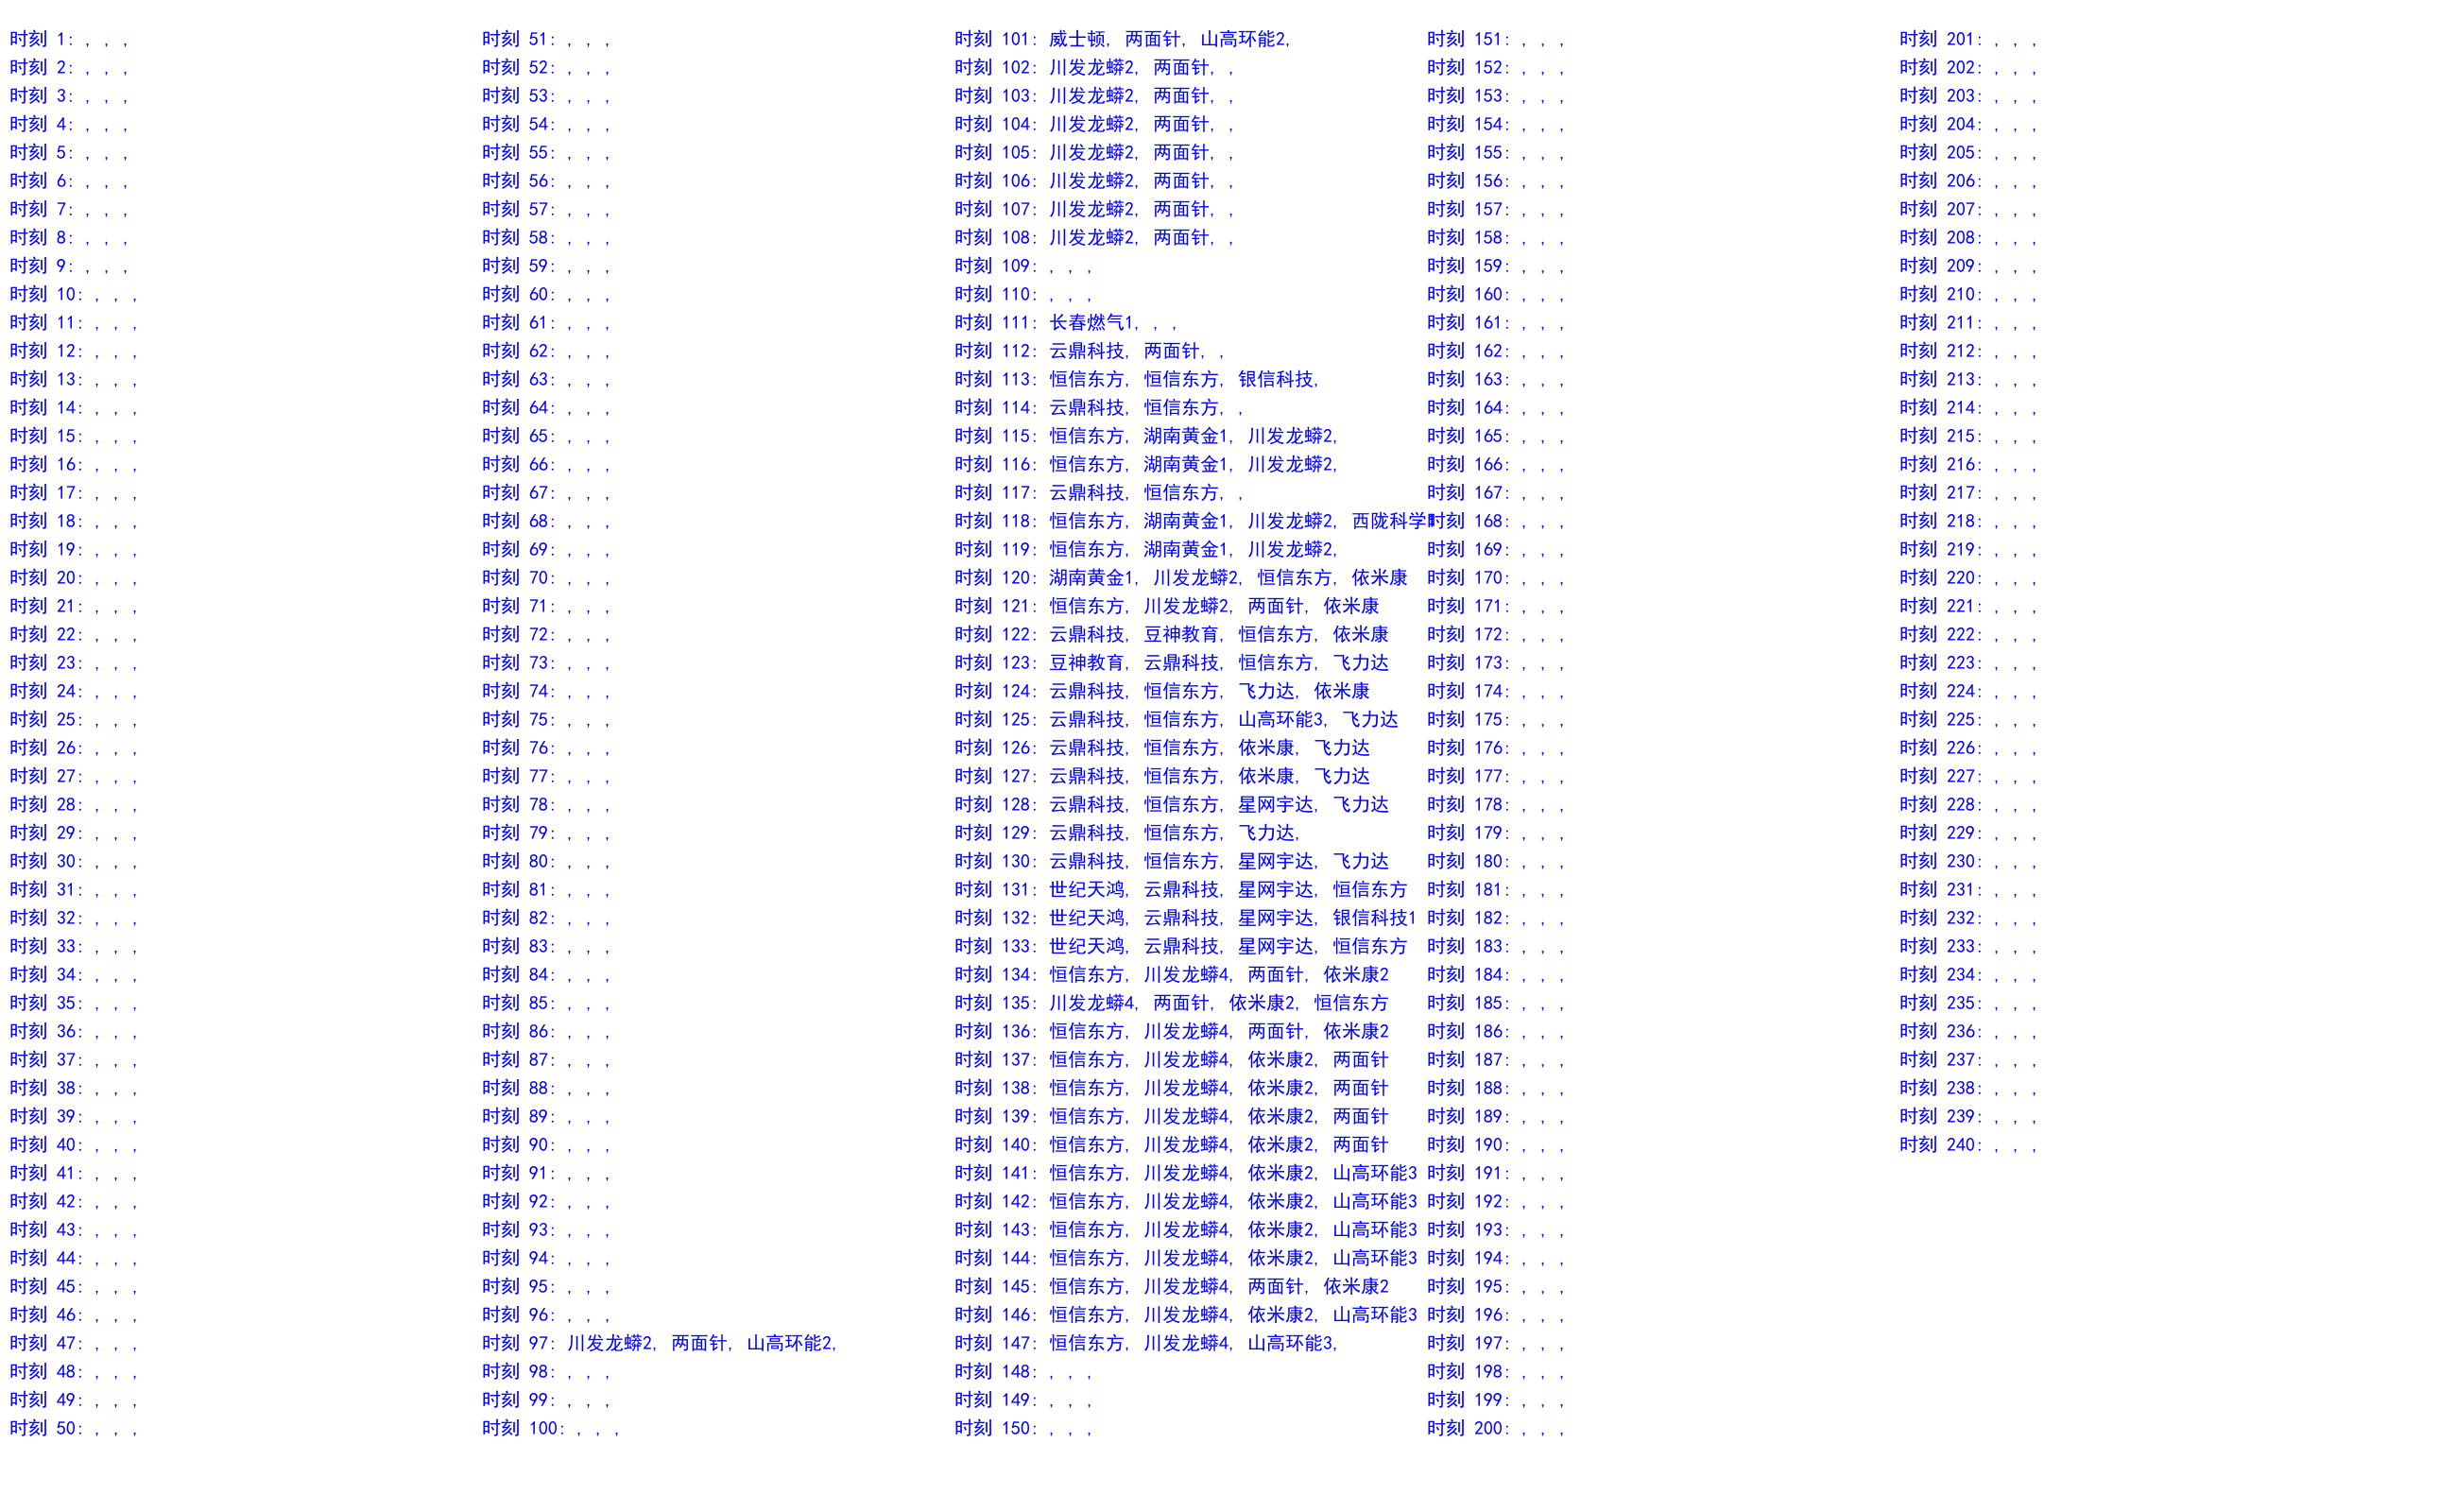 时刻 1: , , ,
时刻 2: , , ,
时刻 3: , , ,
时刻 4: , , ,
时刻 5: , , ,
时刻 6: , , ,
时刻 7: , , ,
时刻 8: , , ,
时刻 9: , , ,
时刻 10: , , ,
时刻 11: , , ,
时刻 12: , , ,
时刻 13: , , ,
时刻 14: , , ,
时刻 15: , , ,
时刻 16: , , ,
时刻 17: , , ,
时刻 18: , , ,
时刻 19: , , ,
时刻 20: , , ,
时刻 21: , , ,
时刻 22: , , ,
时刻 23: , , ,
时刻 24: , , ,
时刻 25: , , ,
时刻 26: , , ,
时刻 27: , , ,
时刻 28: , , ,
时刻 29: , , ,
时刻 30: , , ,
时刻 31: , , ,
时刻 32: , , ,
时刻 33: , , ,
时刻 34: , , ,
时刻 35: , , ,
时刻 36: , , ,
时刻 37: , , ,
时刻 38: , , ,
时刻 39: , , ,
时刻 40: , , ,
时刻 41: , , ,
时刻 42: , , ,
时刻 43: , , ,
时刻 44: , , ,
时刻 45: , , ,
时刻 46: , , ,
时刻 47: , , ,
时刻 48: , , ,
时刻 49: , , ,
时刻 50: , , ,
时刻 51: , , ,
时刻 52: , , ,
时刻 53: , , ,
时刻 54: , , ,
时刻 55: , , ,
时刻 56: , , ,
时刻 57: , , ,
时刻 58: , , ,
时刻 59: , , ,
时刻 60: , , ,
时刻 61: , , ,
时刻 62: , , ,
时刻 63: , , ,
时刻 64: , , ,
时刻 65: , , ,
时刻 66: , , ,
时刻 67: , , ,
时刻 68: , , ,
时刻 69: , , ,
时刻 70: , , ,
时刻 71: , , ,
时刻 72: , , ,
时刻 73: , , ,
时刻 74: , , ,
时刻 75: , , ,
时刻 76: , , ,
时刻 77: , , ,
时刻 78: , , ,
时刻 79: , , ,
时刻 80: , , ,
时刻 81: , , ,
时刻 82: , , ,
时刻 83: , , ,
时刻 84: , , ,
时刻 85: , , ,
时刻 86: , , ,
时刻 87: , , ,
时刻 88: , , ,
时刻 89: , , ,
时刻 90: , , ,
时刻 91: , , ,
时刻 92: , , ,
时刻 93: , , ,
时刻 94: , , ,
时刻 95: , , ,
时刻 96: , , ,
时刻 97: 川发龙蟒2, 两面针, 山高环能2,
时刻 98: , , ,
时刻 99: , , ,
时刻 100: , , ,
时刻 101: 威士顿, 两面针, 山高环能2,
时刻 102: 川发龙蟒2, 两面针, ,
时刻 103: 川发龙蟒2, 两面针, ,
时刻 104: 川发龙蟒2, 两面针, ,
时刻 105: 川发龙蟒2, 两面针, ,
时刻 106: 川发龙蟒2, 两面针, ,
时刻 107: 川发龙蟒2, 两面针, ,
时刻 108: 川发龙蟒2, 两面针, ,
时刻 109: , , ,
时刻 110: , , ,
时刻 111: 长春燃气1, , ,
时刻 112: 云鼎科技, 两面针, ,
时刻 113: 恒信东方, 恒信东方, 银信科技,
时刻 114: 云鼎科技, 恒信东方, ,
时刻 115: 恒信东方, 湖南黄金1, 川发龙蟒2,
时刻 116: 恒信东方, 湖南黄金1, 川发龙蟒2,
时刻 117: 云鼎科技, 恒信东方, ,
时刻 118: 恒信东方, 湖南黄金1, 川发龙蟒2, 西陇科学
时刻 119: 恒信东方, 湖南黄金1, 川发龙蟒2,
时刻 120: 湖南黄金1, 川发龙蟒2, 恒信东方, 依米康
时刻 121: 恒信东方, 川发龙蟒2, 两面针, 依米康
时刻 122: 云鼎科技, 豆神教育, 恒信东方, 依米康
时刻 123: 豆神教育, 云鼎科技, 恒信东方, 飞力达
时刻 124: 云鼎科技, 恒信东方, 飞力达, 依米康
时刻 125: 云鼎科技, 恒信东方, 山高环能3, 飞力达
时刻 126: 云鼎科技, 恒信东方, 依米康, 飞力达
时刻 127: 云鼎科技, 恒信东方, 依米康, 飞力达
时刻 128: 云鼎科技, 恒信东方, 星网宇达, 飞力达
时刻 129: 云鼎科技, 恒信东方, 飞力达,
时刻 130: 云鼎科技, 恒信东方, 星网宇达, 飞力达
时刻 131: 世纪天鸿, 云鼎科技, 星网宇达, 恒信东方
时刻 132: 世纪天鸿, 云鼎科技, 星网宇达, 银信科技1
时刻 133: 世纪天鸿, 云鼎科技, 星网宇达, 恒信东方
时刻 134: 恒信东方, 川发龙蟒4, 两面针, 依米康2
时刻 135: 川发龙蟒4, 两面针, 依米康2, 恒信东方
时刻 136: 恒信东方, 川发龙蟒4, 两面针, 依米康2
时刻 137: 恒信东方, 川发龙蟒4, 依米康2, 两面针
时刻 138: 恒信东方, 川发龙蟒4, 依米康2, 两面针
时刻 139: 恒信东方, 川发龙蟒4, 依米康2, 两面针
时刻 140: 恒信东方, 川发龙蟒4, 依米康2, 两面针
时刻 141: 恒信东方, 川发龙蟒4, 依米康2, 山高环能3
时刻 142: 恒信东方, 川发龙蟒4, 依米康2, 山高环能3
时刻 143: 恒信东方, 川发龙蟒4, 依米康2, 山高环能3
时刻 144: 恒信东方, 川发龙蟒4, 依米康2, 山高环能3
时刻 145: 恒信东方, 川发龙蟒4, 两面针, 依米康2
时刻 146: 恒信东方, 川发龙蟒4, 依米康2, 山高环能3
时刻 147: 恒信东方, 川发龙蟒4, 山高环能3,
时刻 148: , , ,
时刻 149: , , ,
时刻 150: , , ,
时刻 151: , , ,
时刻 152: , , ,
时刻 153: , , ,
时刻 154: , , ,
时刻 155: , , ,
时刻 156: , , ,
时刻 157: , , ,
时刻 158: , , ,
时刻 159: , , ,
时刻 160: , , ,
时刻 161: , , ,
时刻 162: , , ,
时刻 163: , , ,
时刻 164: , , ,
时刻 165: , , ,
时刻 166: , , ,
时刻 167: , , ,
时刻 168: , , ,
时刻 169: , , ,
时刻 170: , , ,
时刻 171: , , ,
时刻 172: , , ,
时刻 173: , , ,
时刻 174: , , ,
时刻 175: , , ,
时刻 176: , , ,
时刻 177: , , ,
时刻 178: , , ,
时刻 179: , , ,
时刻 180: , , ,
时刻 181: , , ,
时刻 182: , , ,
时刻 183: , , ,
时刻 184: , , ,
时刻 185: , , ,
时刻 186: , , ,
时刻 187: , , ,
时刻 188: , , ,
时刻 189: , , ,
时刻 190: , , ,
时刻 191: , , ,
时刻 192: , , ,
时刻 193: , , ,
时刻 194: , , ,
时刻 195: , , ,
时刻 196: , , ,
时刻 197: , , ,
时刻 198: , , ,
时刻 199: , , ,
时刻 200: , , ,
时刻 201: , , ,
时刻 202: , , ,
时刻 203: , , ,
时刻 204: , , ,
时刻 205: , , ,
时刻 206: , , ,
时刻 207: , , ,
时刻 208: , , ,
时刻 209: , , ,
时刻 210: , , ,
时刻 211: , , ,
时刻 212: , , ,
时刻 213: , , ,
时刻 214: , , ,
时刻 215: , , ,
时刻 216: , , ,
时刻 217: , , ,
时刻 218: , , ,
时刻 219: , , ,
时刻 220: , , ,
时刻 221: , , ,
时刻 222: , , ,
时刻 223: , , ,
时刻 224: , , ,
时刻 225: , , ,
时刻 226: , , ,
时刻 227: , , ,
时刻 228: , , ,
时刻 229: , , ,
时刻 230: , , ,
时刻 231: , , ,
时刻 232: , , ,
时刻 233: , , ,
时刻 234: , , ,
时刻 235: , , ,
时刻 236: , , ,
时刻 237: , , ,
时刻 238: , , ,
时刻 239: , , ,
时刻 240: , , ,